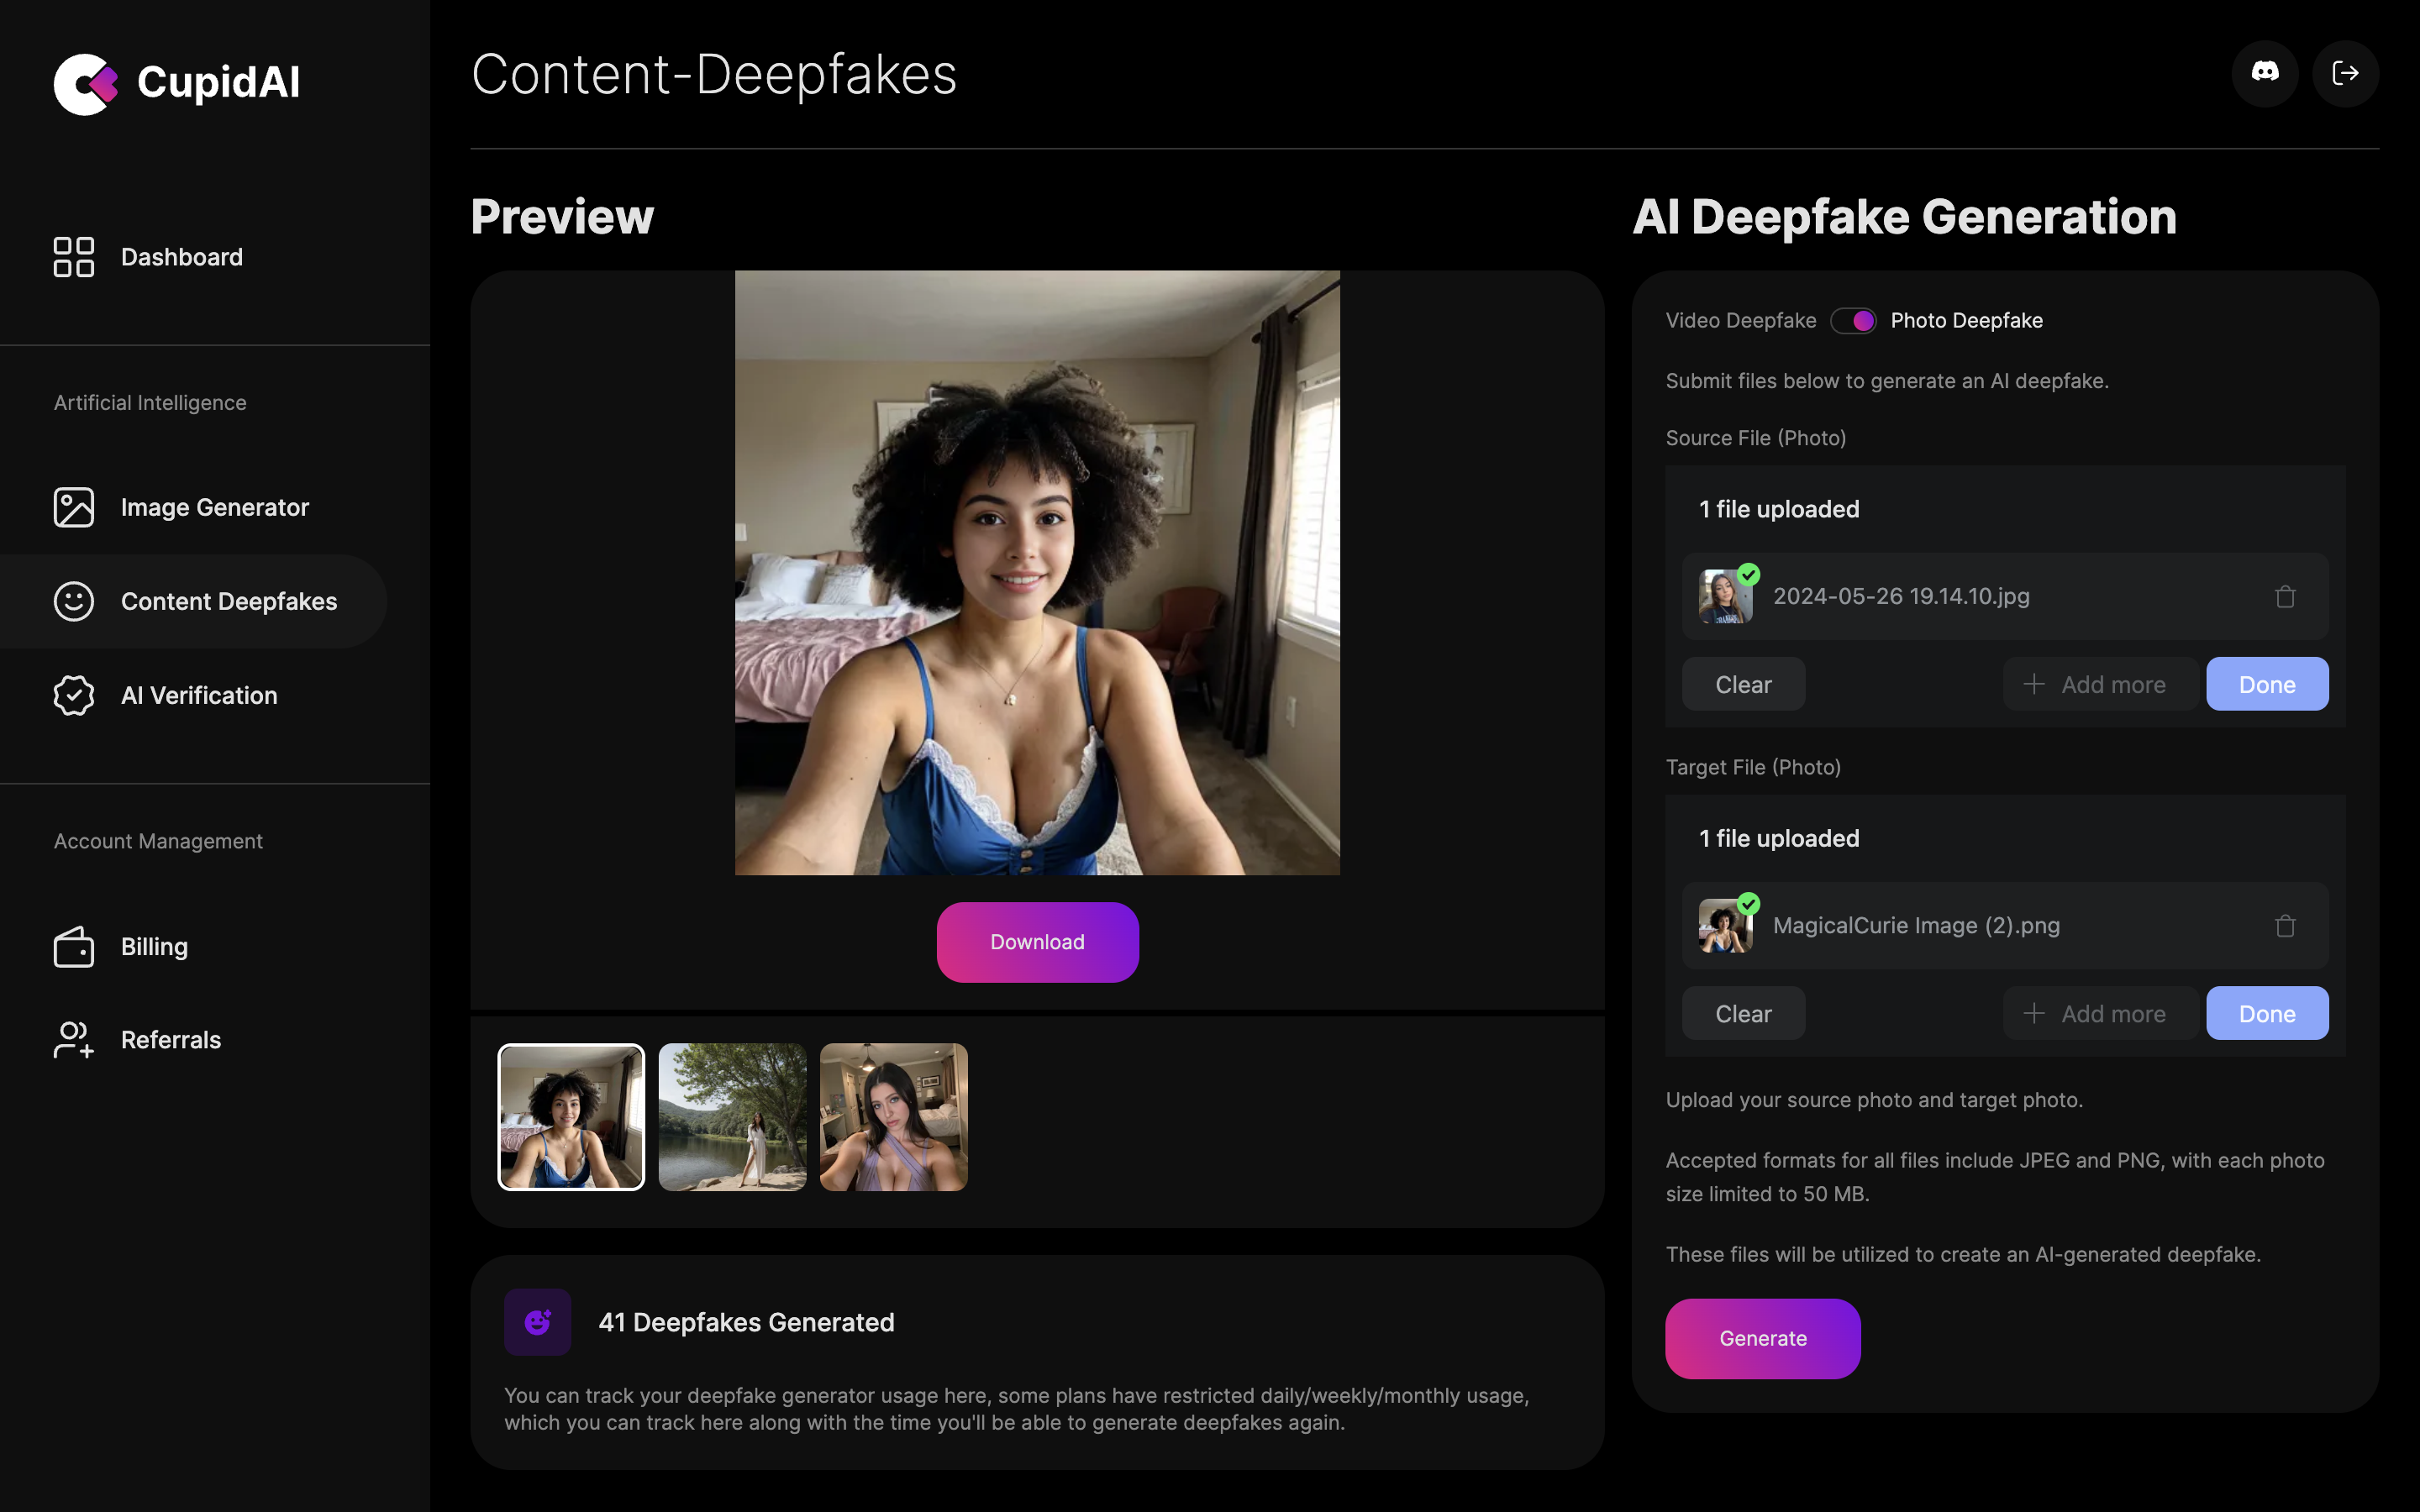 CupidAI
Content-Deepfakes
Dashboard
Artificial Intelligence
Image Generator
Content Deepfakes
AI Verification
Account Management
Billing
Referrals
Preview
Download
41 Deepfakes Generated
You can track your deepfake generator usage here, some plans have restricted daily/weekly/monthly usage,
which you can track here along with the time you'll be able to generate deepfakes again.
AI Deepfake Generation
Video Deepfake Photo Deepfake
Submit files below to generate an AI deepfake.
Source File (Photo)
1 file uploaded
2024-05-26 19.14.10.jpg
Clear + Add more Done
Target File (Photo)
1 file uploaded
MagicalCurie Image (2).png
Clear + Add more Done
Upload your source photo and target photo.
Accepted formats for all files include JPEG and PNG, with each photo
size limited to 50 MB.
These files will be utilized to create an AI-generated deepfake.
Generate